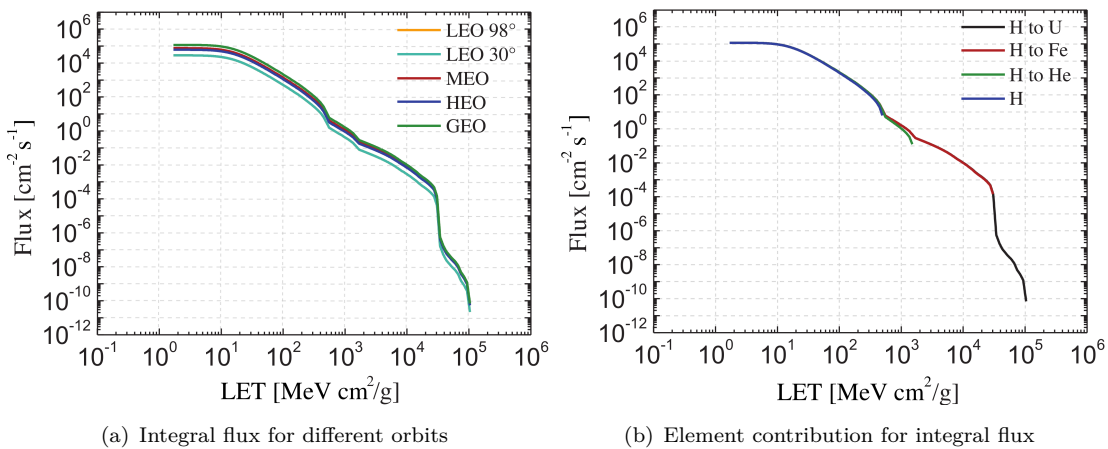 10^6
10^4
10^2
10^0
10^-2
10^-4
10^-6
10^-8
10^-10
10^-12
Flux [cm^-2 s^-1]
LEO 98°
LEO 30°
MEO
HEO
GEO
10^-1 10^0 10^1 10^2 10^3 10^4 10^5 10^6
LET [MeV cm^2/g]
(a) Integral flux for different orbits
10^6
10^4
10^2
10^0
10^-2
10^-4
10^-6
10^-8
10^-10
10^-12
Flux [cm^-2 s^-1]
H to U
H to Fe
H to He
H
10^-1 10^0 10^1 10^2 10^3 10^4 10^5 10^6
LET [MeV cm^2/g]
(b) Element contribution for integral flux